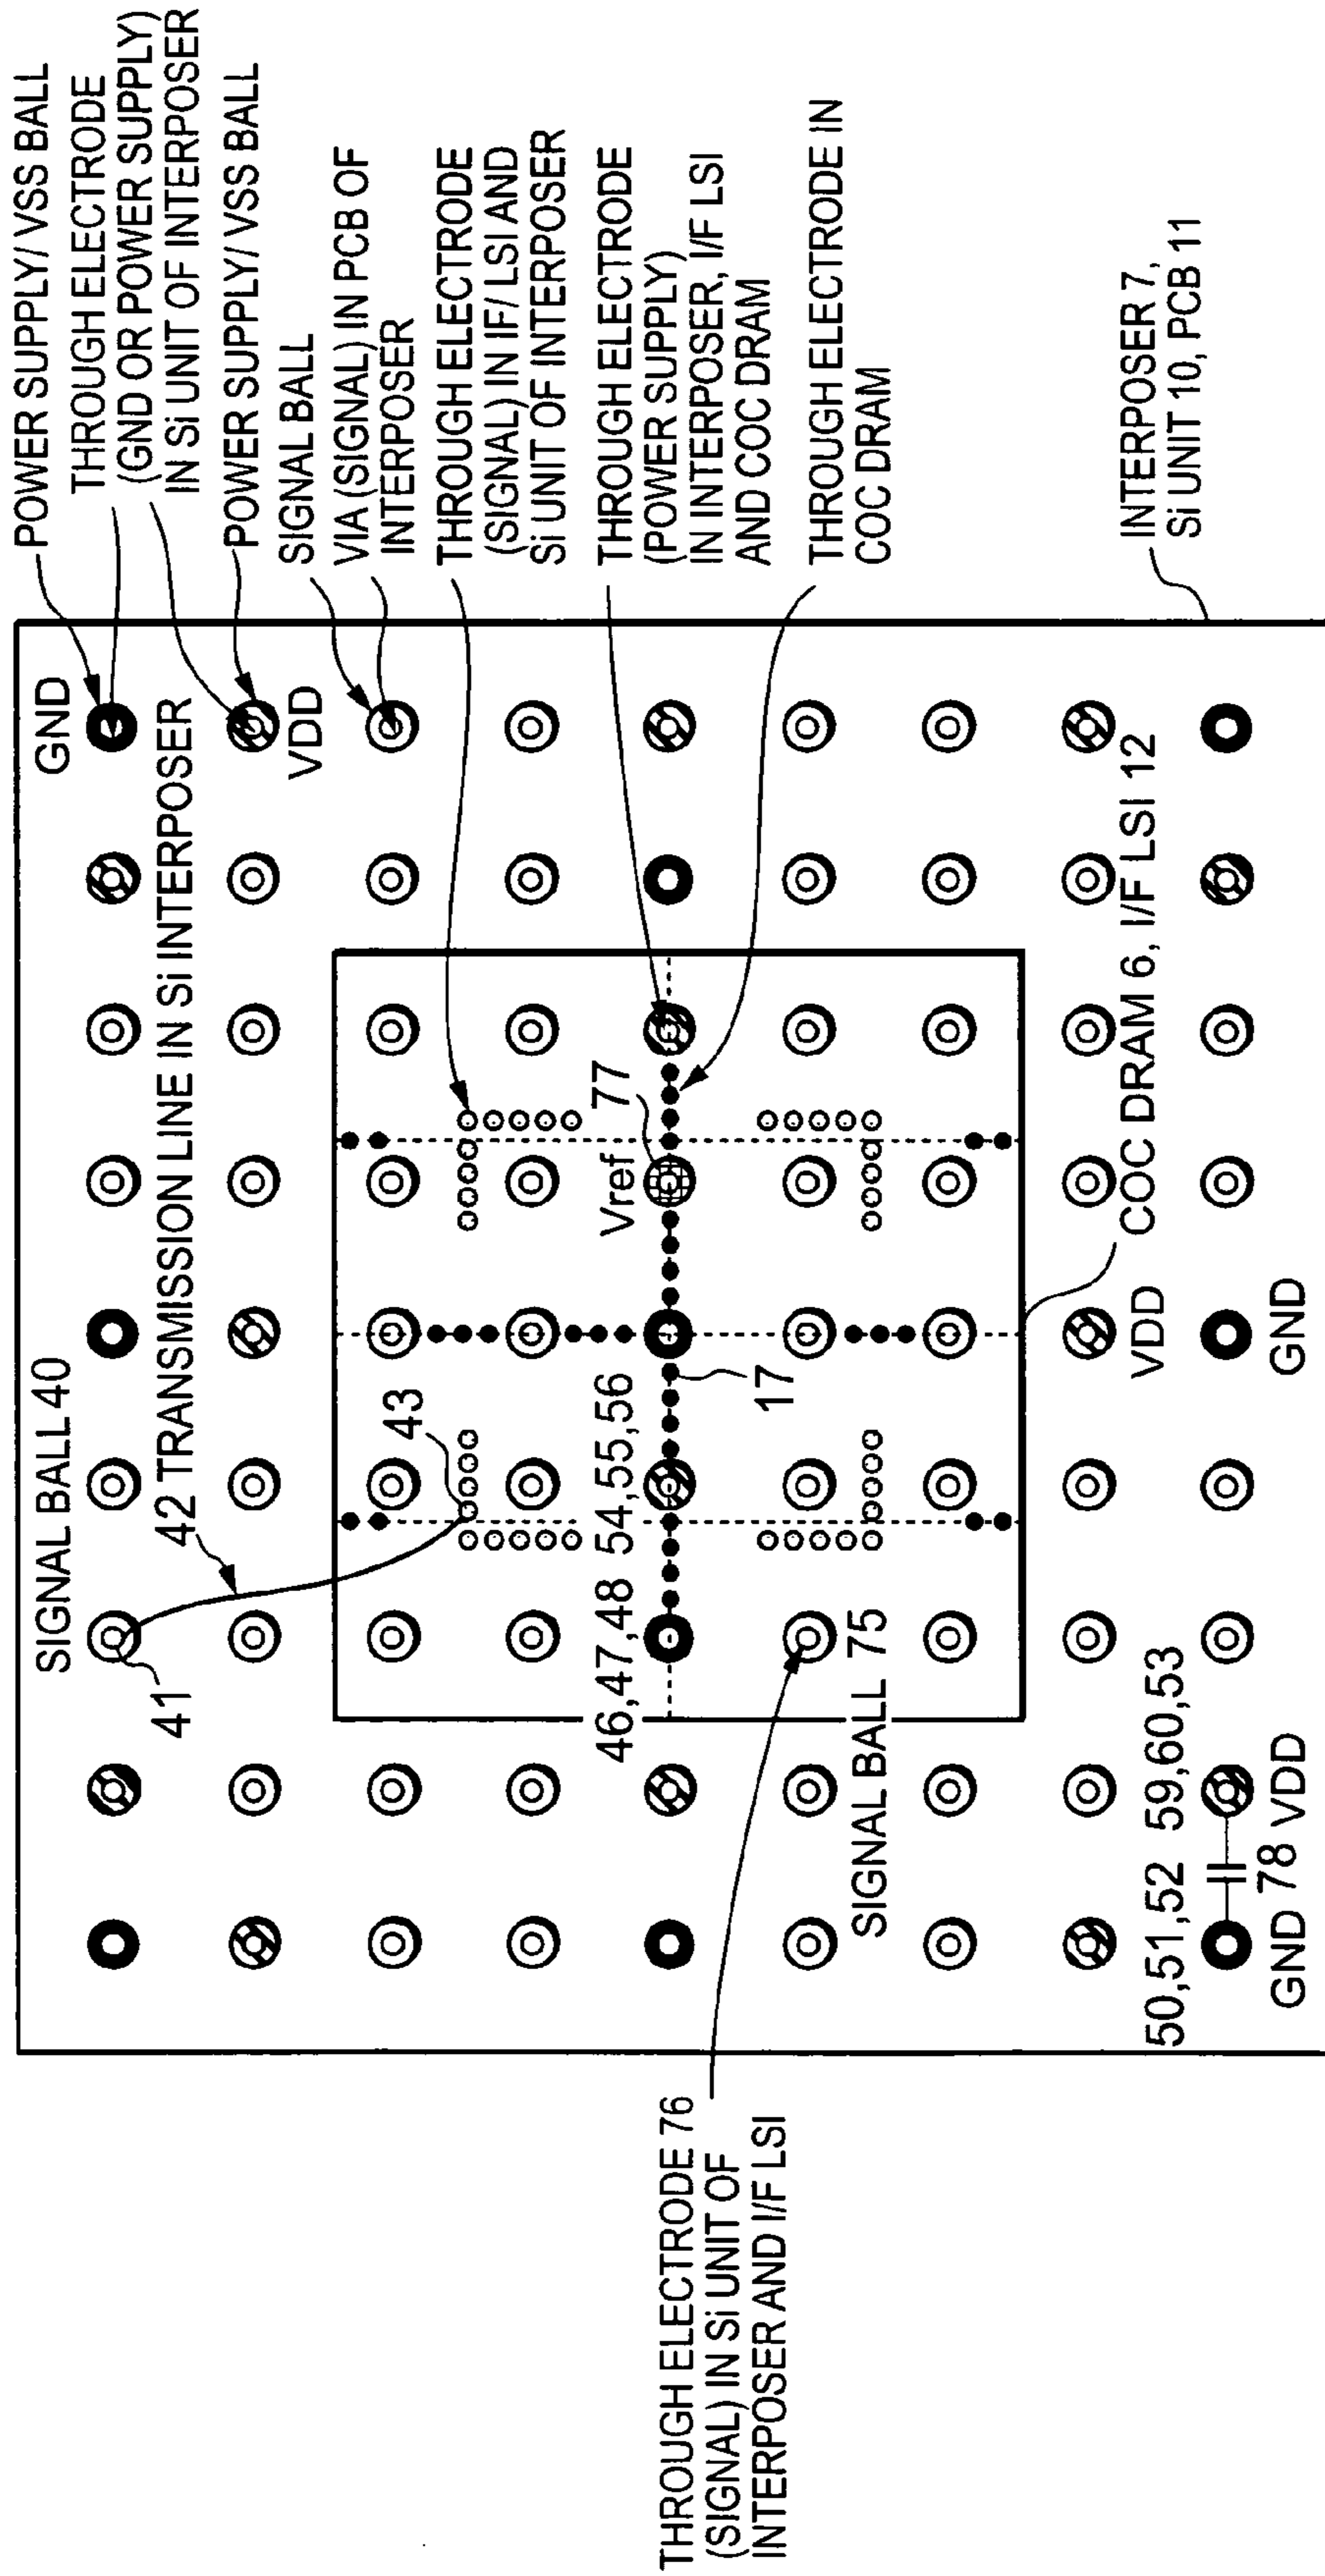 POWER SUPPLY/ VSS BALL
THROUGH ELECTRODE
(GND OR POWER SUPPLY)
IN Si UNIT OF INTERPOSER
POWER SUPPLY/ VSS BALL
SIGNAL BALL
VIA (SIGNAL) IN PCB OF
INTERPOSER
THROUGH ELECTRODE
(SIGNAL) IN IF/ LSI AND
Si UNIT OF INTERPOSER
THROUGH ELECTRODE
(POWER SUPPLY)
IN INTERPOSER, I/F LSI
AND COC DRAM
THROUGH ELECTRODE IN
COC DRAM
INTERPOSER 7,
Si UNIT 10, PCB 11
GND
VDD
SIGNAL BALL 40
42 TRANSMISSION LINE IN Si INTERPOSER
41
43
77
Vref
46,47,48 54,55,56
17
SIGNAL BALL 75
COC DRAM 6, I/F LSI 12
VDD
GND
50,51,52 59,60,53
GND 78 VDD
THROUGH ELECTRODE 76
(SIGNAL) IN Si UNIT OF
INTERPOSER AND I/F LSI